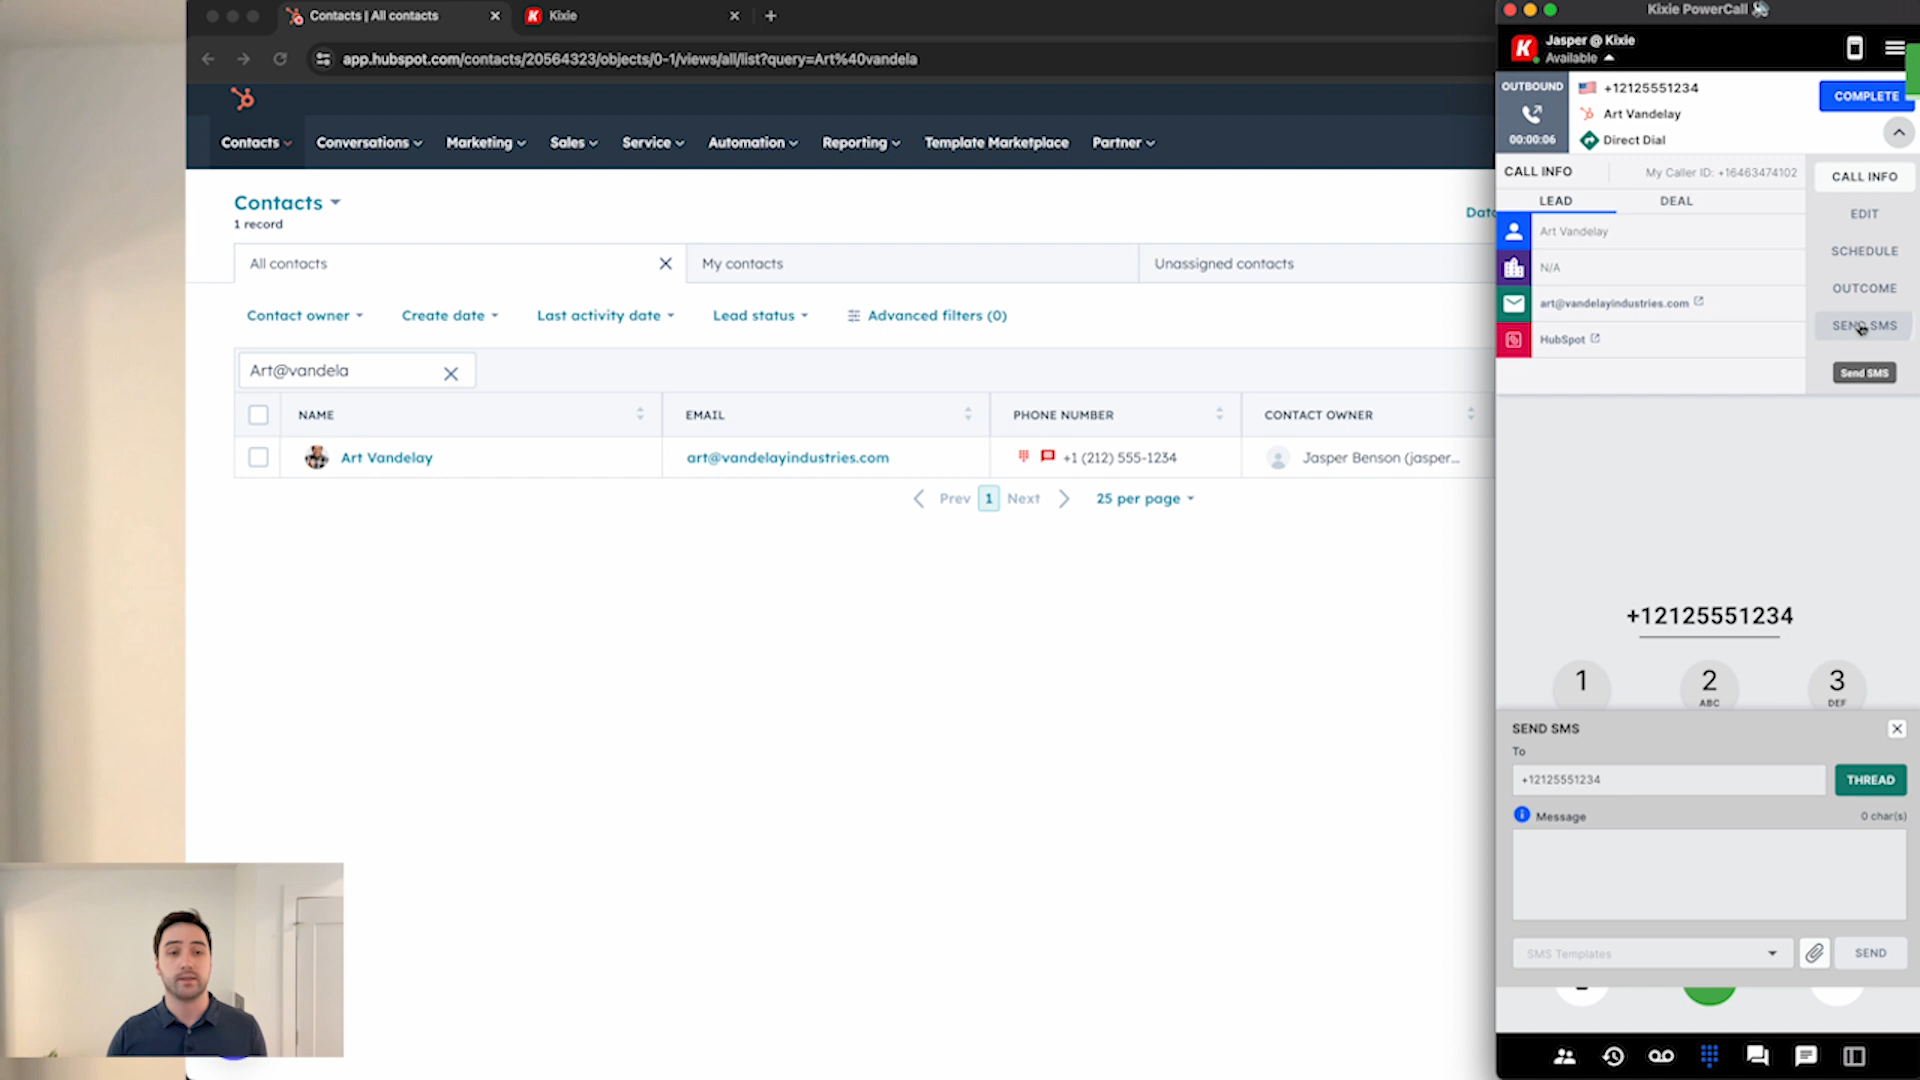 Contacts | All contacts
Kixie
app.hubspot.com/contacts/20564323/objects/0-1/views/all/list?query=Art%40vandela
Contacts
Conversations
Marketing
Sales
Service
Automation
Reporting
Template Marketplace
Partner
Contacts
1 record
All contacts
My contacts
Unassigned contacts
Contact owner
Create date
Last activity date
Lead status
Advanced filters (0)
Art@vandela
NAME
EMAIL
PHONE NUMBER
CONTACT OWNER
Art Vandelay
art@vandelayindustries.com
+1 (212) 555-1234
Jasper Benson (jasper...
Prev
1
Next
25 per page
Kixie PowerCall
K
Jasper @ Kixie
Available
OUTBOUND
00:00:06
+12125551234
Art Vandelay
Direct Dial
COMPLETE
CALL INFO
My Caller ID: +16463474102
LEAD
DEAL
Art Vandelay
N/A
art@vandelayindustries.com
HubSpot
CALL INFO
EDIT
SCHEDULE
OUTCOME
SEND SMS
Send SMS
+12125551234
1
2
ABC
3
DEF
SEND SMS
To
+12125551234
THREAD
Message
0 char(s)
SMS Templates
SEND